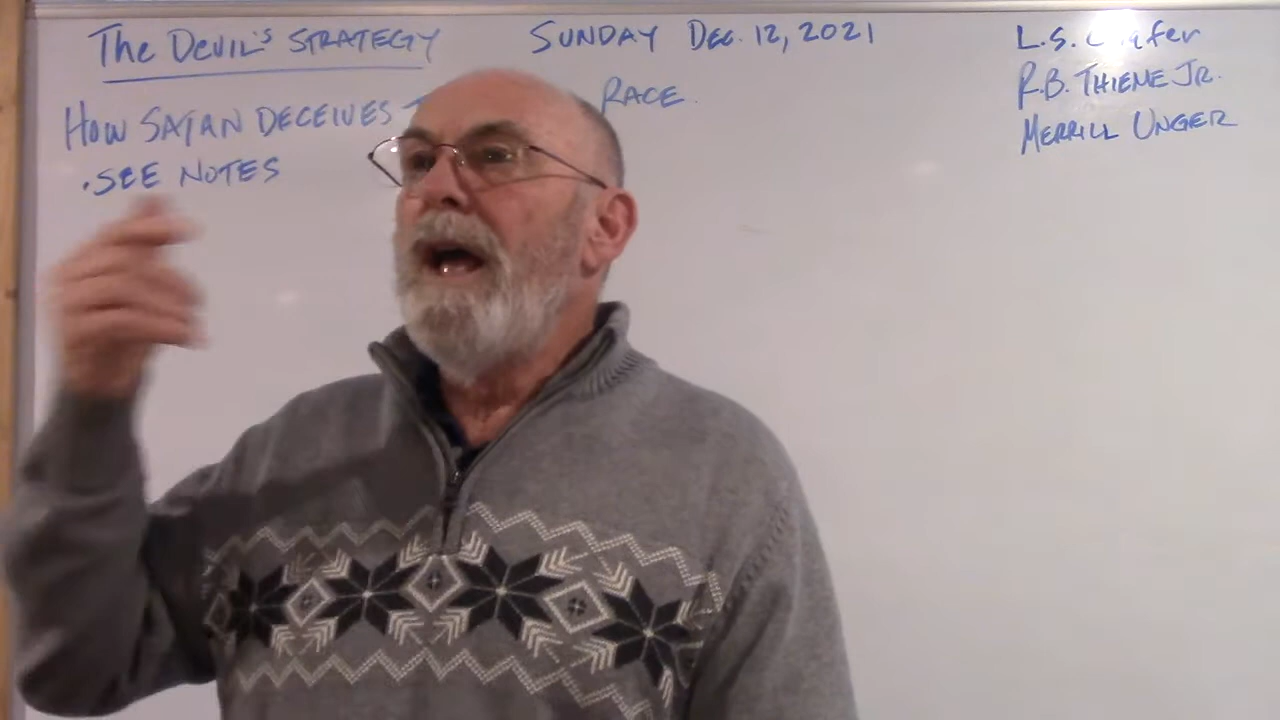 The Devil's STRATEGY
SUNDAY DEC. 12, 2021
HOW SATAN DECEIVES RACE
• SEE NOTES
L.S.
R.B. THIEME JR.
MERRILL UNGER